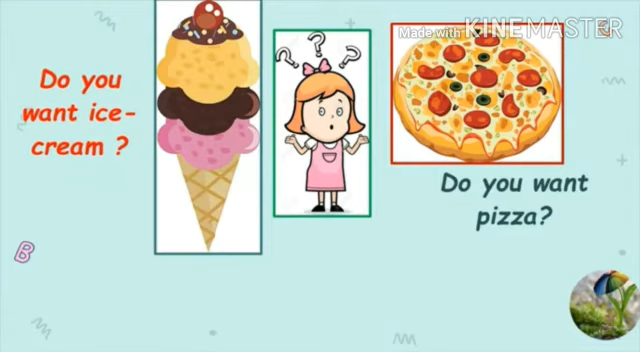 Made with KINEMASTER
Do you
want ice-
cream ?
Do you want
pizza?
B